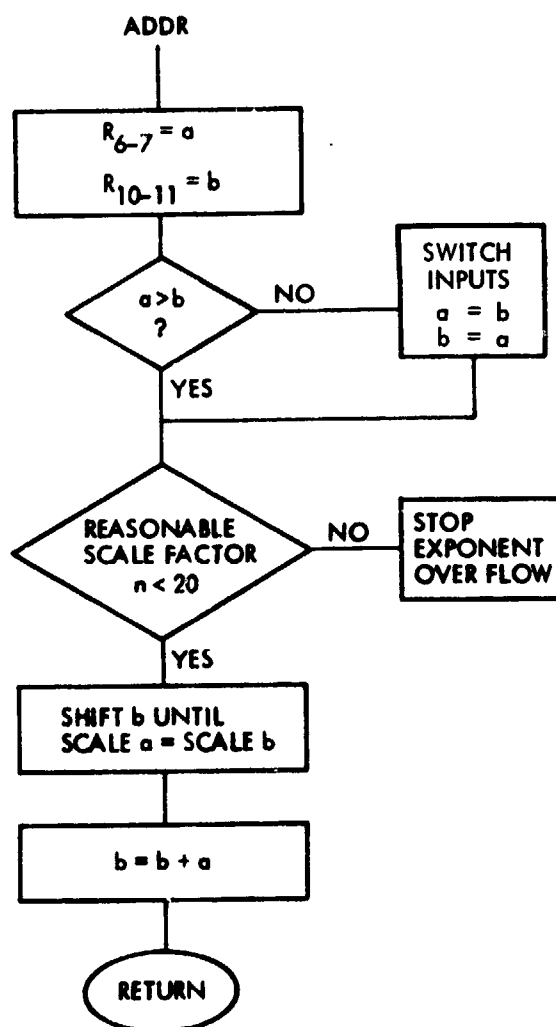 ADDR
R6-7 = a
R10-11 = b
a>b
?
NO
YES
SWITCH
INPUTS
a = b
b = a
REASONABLE
SCALE FACTOR
n < 20
NO
YES
STOP
EXPONENT
OVER FLOW
SHIFT b UNTIL
SCALE a = SCALE b
b = b + a
RETURN